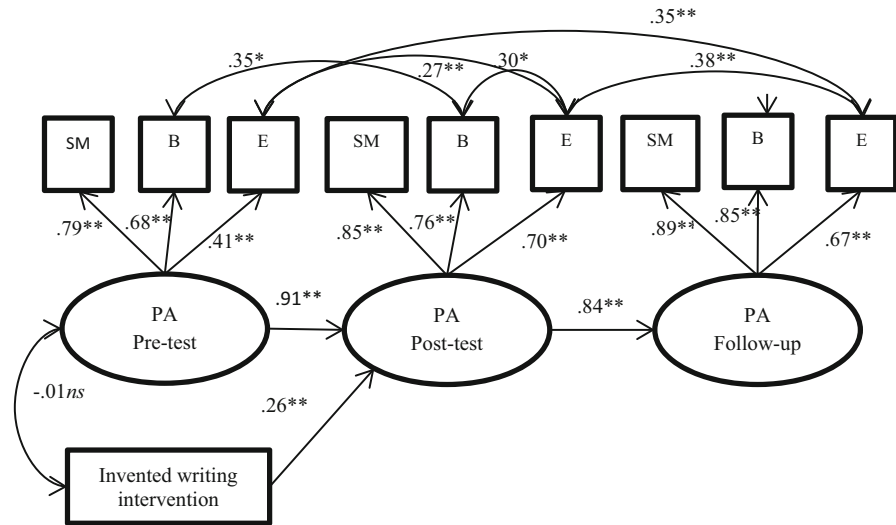 .35**
.35*
.27**
.30*
.38**
SM
B
E
SM
B
E
SM
B
E
.79**
.68**
.41**
.85**
.76**
.70**
.89**
.85**
.67**
PA
Pre-test
.91**
PA
Post-test
.84**
PA
Follow-up
-.01ns
.26**
Invented writing
intervention